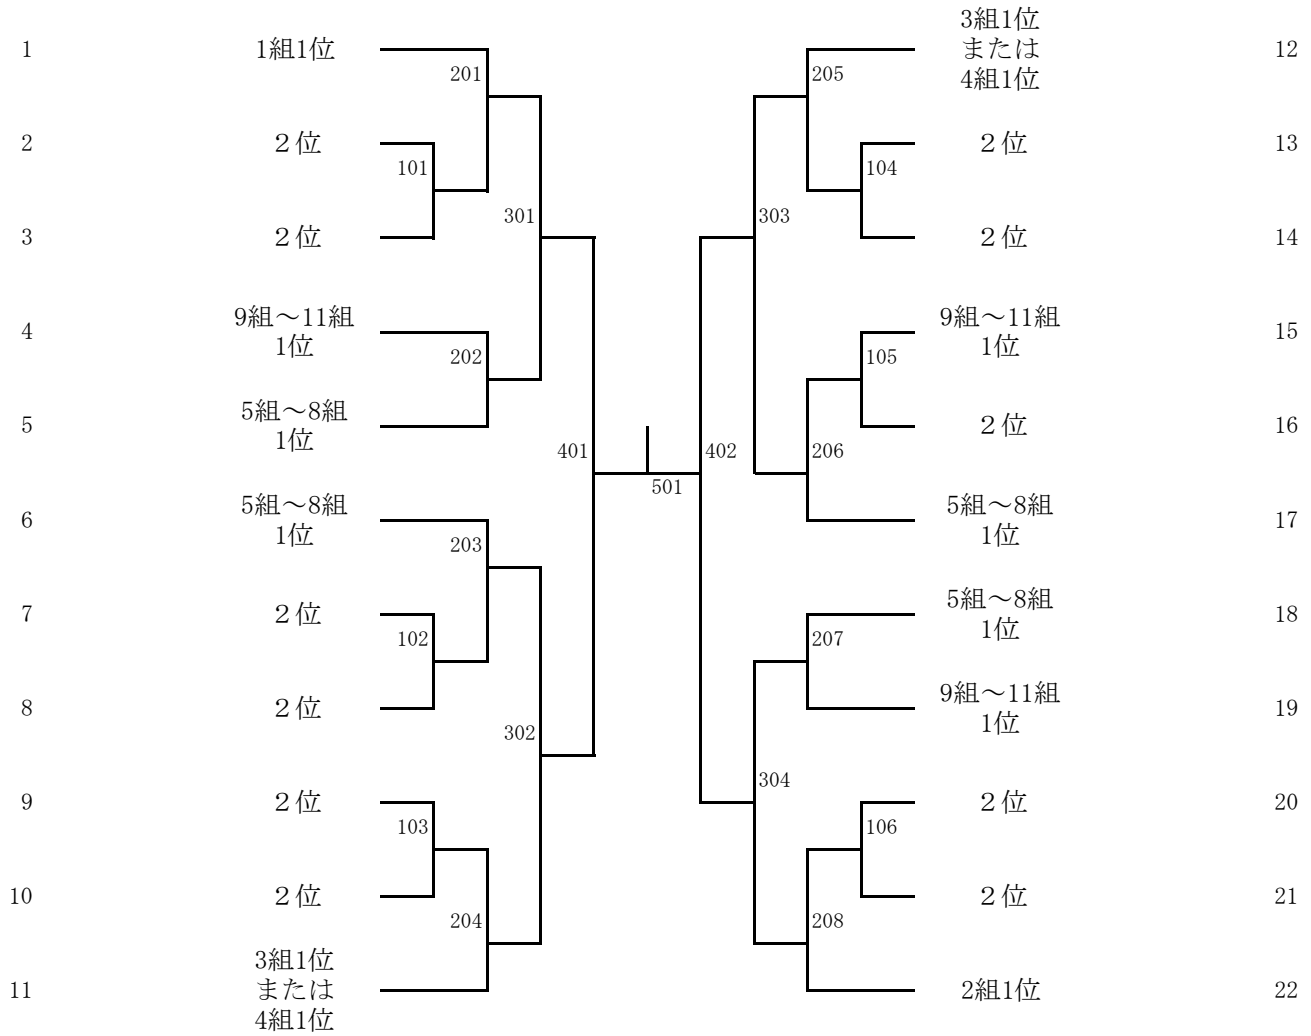 1 1組1位
201
2 ２位
101
3 ２位
301
4 9組～11組
1位
202
5 5組～8組
1位
401
6 5組～8組
1位
203
7 ２位
102
8 ２位
302
9 ２位
103
10 ２位
204
11 3組1位
または
4組1位
501
3組1位
または
4組1位 12
205
２位 13
104
２位 14
303
9組～11組
1位 15
105
２位 16
402
206
5組～8組
1位 17
5組～8組
1位 18
207
9組～11組
1位 19
304
２位 20
106
２位 21
208
2組1位 22